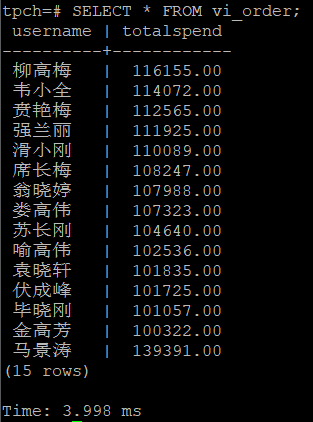 tpch=# SELECT * FROM vi_order;
username | totalspend
----------+-------------
柳高梅 | 116155.00
韦小全 | 114072.00
贲艳梅 | 112565.00
强兰丽 | 111925.00
滑小刚 | 110089.00
席长梅 | 108247.00
翁晓婷 | 107988.00
娄高伟 | 107323.00
苏长刚 | 104640.00
喻高伟 | 102536.00
袁晓轩 | 101835.00
伏成峰 | 101725.00
毕晓刚 | 101057.00
金高芳 | 100322.00
马景涛 | 139391.00
(15 rows)
Time: 3.998 ms